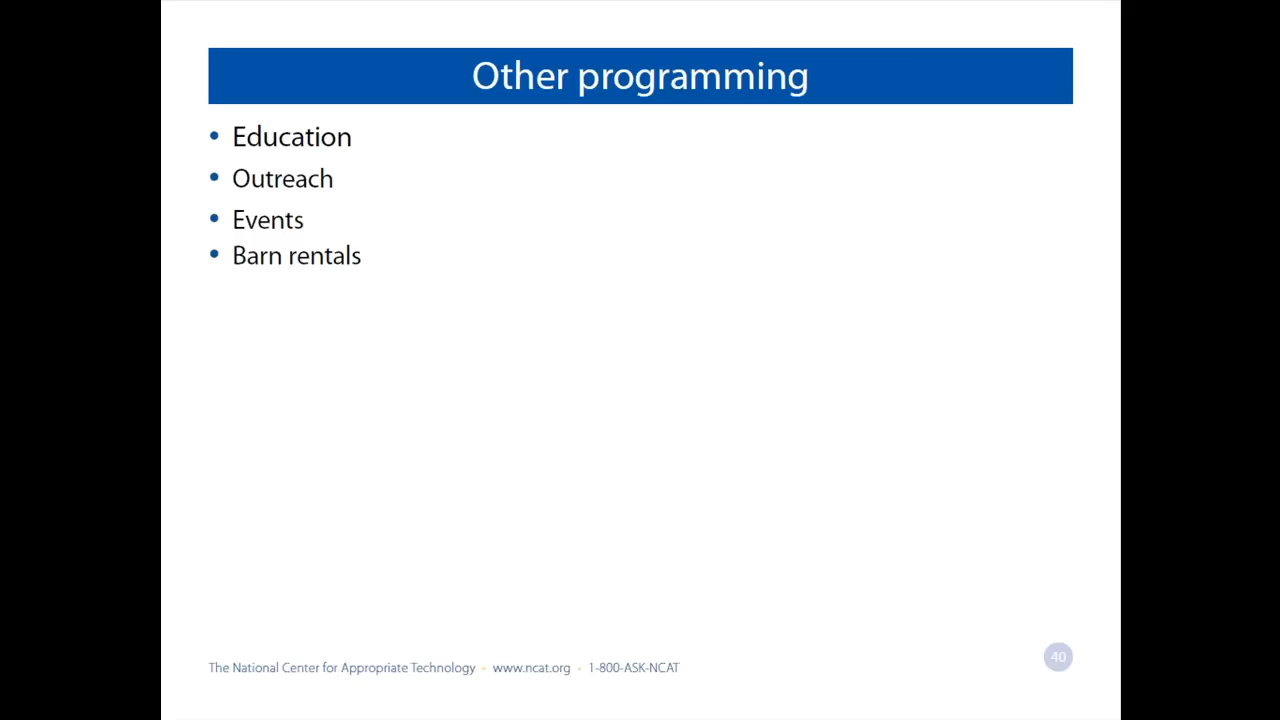 Other programming
• Education
• Outreach
• Events
• Barn rentals
The National Center for Appropriate Technology • www.ncat.org • 1-800-ASK-NCAT
40